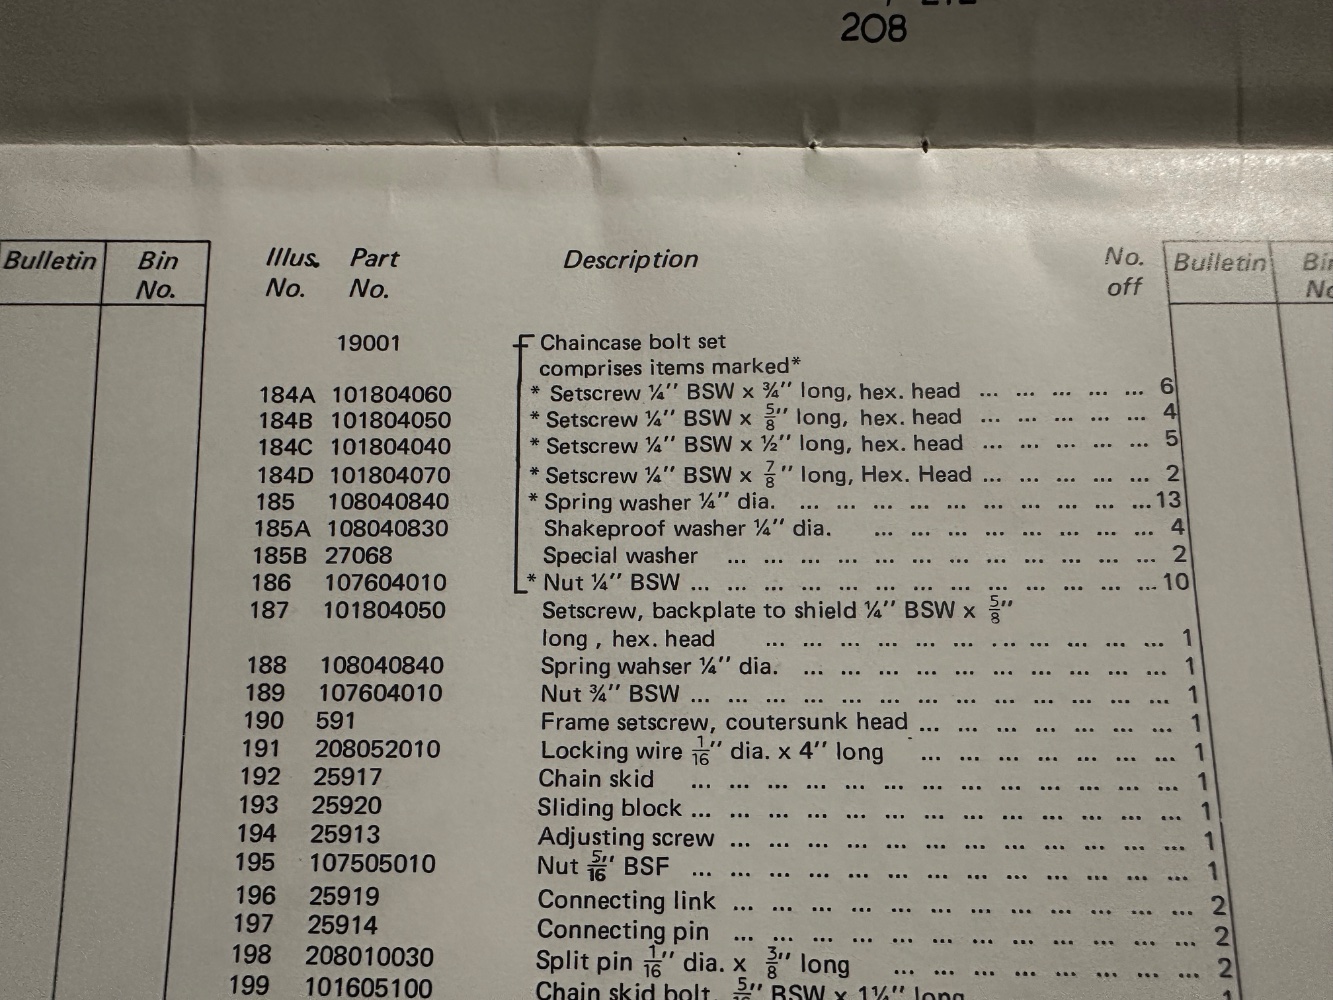 208
Bulletin Bin No. Illus. No. Part No. Description No. off Bulletin
19001 Chaincase bolt set
comprises items marked*
184A 101804060 * Setscrew ¼" BSW x ¾" long, hex. head ... ... ... ... ... 6
184B 101804050 * Setscrew ¼" BSW x 5/8" long, hex. head ... ... ... ... ... 4
184C 101804040 * Setscrew ¼" BSW x ½" long, hex. head ... ... ... ... ... 5
184D 101804070 * Setscrew ¼" BSW x 7/8" long, Hex. Head ... ... ... ... ... 2
185 108040840 * Spring washer ¼" dia. ... ... ... ... ... ... ... ... ... ... 13
185A 108040830 Shakeproof washer ¼" dia. ... ... ... ... ... ... ... ... 4
185B 27068 Special washer ... ... ... ... ... ... ... ... ... ... ... ... 2
186 107604010 * Nut ¼" BSW ... ... ... ... ... ... ... ... ... ... ... ... ... 10
187 101804050 Setscrew, backplate to shield ¼" BSW x 5/8"
long , hex. head ... ... ... ... ... ... ... ... ... ... ... 1
188 108040840 Spring wahser ¼" dia. ... ... ... ... ... ... ... ... ... ... 1
189 107604010 Nut ¾" BSW ... ... ... ... ... ... ... ... ... ... ... ... ... 1
190 591 Frame setscrew, coutersunk head ... ... ... ... ... ... ... 1
191 208052010 Locking wire 1/16" dia. x 4" long ... ... ... ... ... ... ... 1
192 25917 Chain skid ... ... ... ... ... ... ... ... ... ... ... ... ... 1
193 25920 Sliding block ... ... ... ... ... ... ... ... ... ... ... ... ... ... 1
194 25913 Adjusting screw ... ... ... ... ... ... ... ... ... ... ... ... 1
195 107505010 Nut 5/16" BSF ... ... ... ... ... ... ... ... ... ... ... ... ... 1
196 25919 Connecting link ... ... ... ... ... ... ... ... ... ... ... ... 2
197 25914 Connecting pin ... ... ... ... ... ... ... ... ... ... ... ... 2
198 208010030 Split pin 1/16" dia. x 3/8" long ... ... ... ... ... ... ... ... 2
199 101605100 Chain skid bolt, 5/16" BSW x 1¼" long